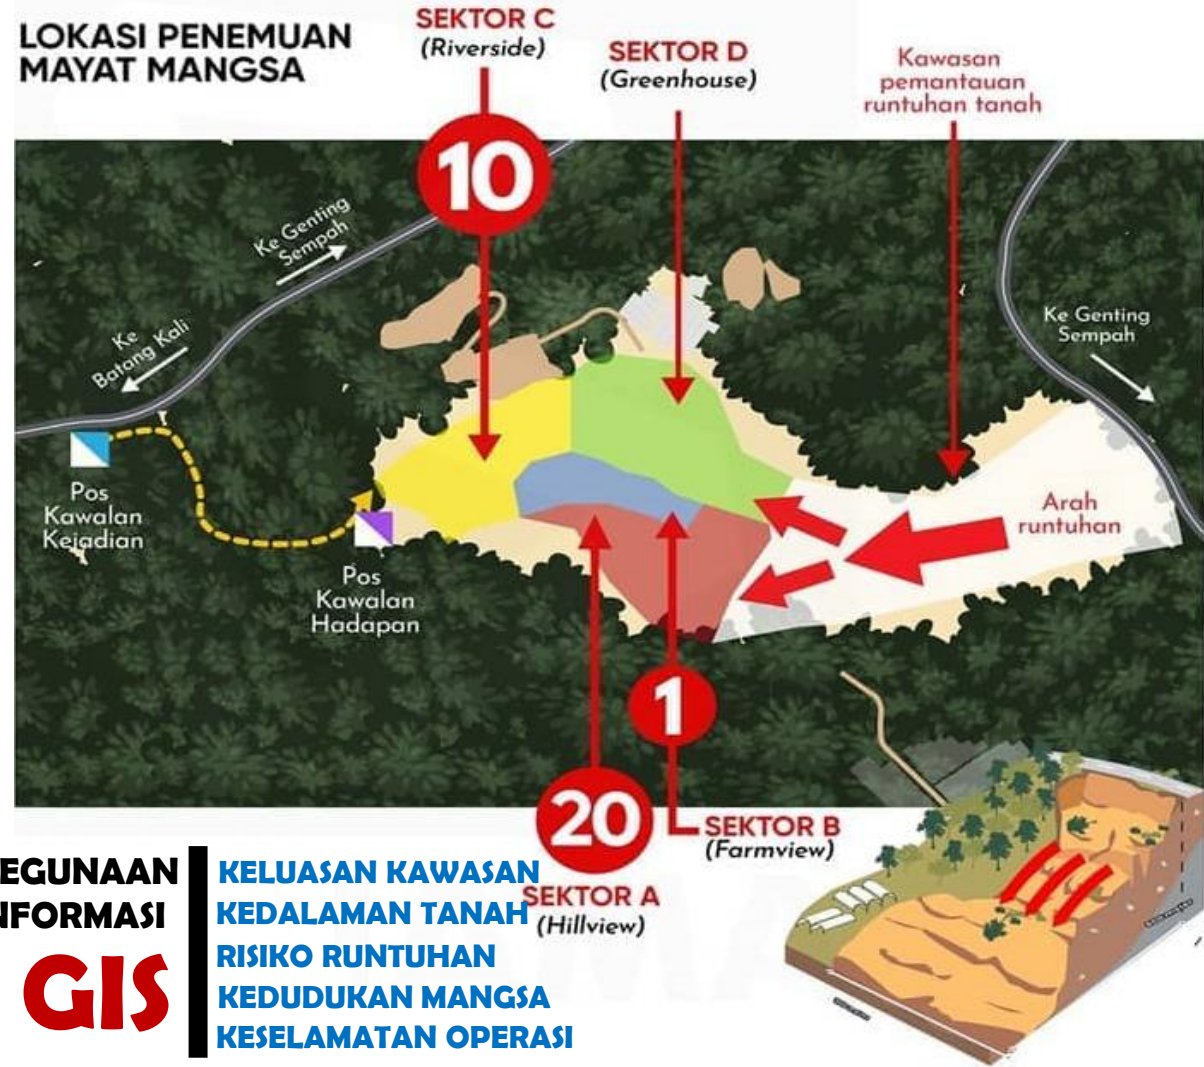 LOKASI PENEMUAN
MAYAT MANGSA
SEKTOR C
(Riverside)
10
SEKTOR D
(Greenhouse)
Kawasan
pemantauan
runtuhan tanah
Ke Genting
Sempah
Ke
Batang Kali
Ke Genting
Sempah
Pos
Kawalan
Kejadian
Pos
Kawalan
Hadapan
Arah
runtuhan
1
20
SEKTOR B
(Farmview)
SEKTOR A
(Hillview)
EGUNAAN
NFORMASI
GIS
KELUASAN KAWASAN
KEDALAMAN TANAH
RISIKO RUNTUHAN
KEDUDUKAN MANGSA
KESELAMATAN OPERASI